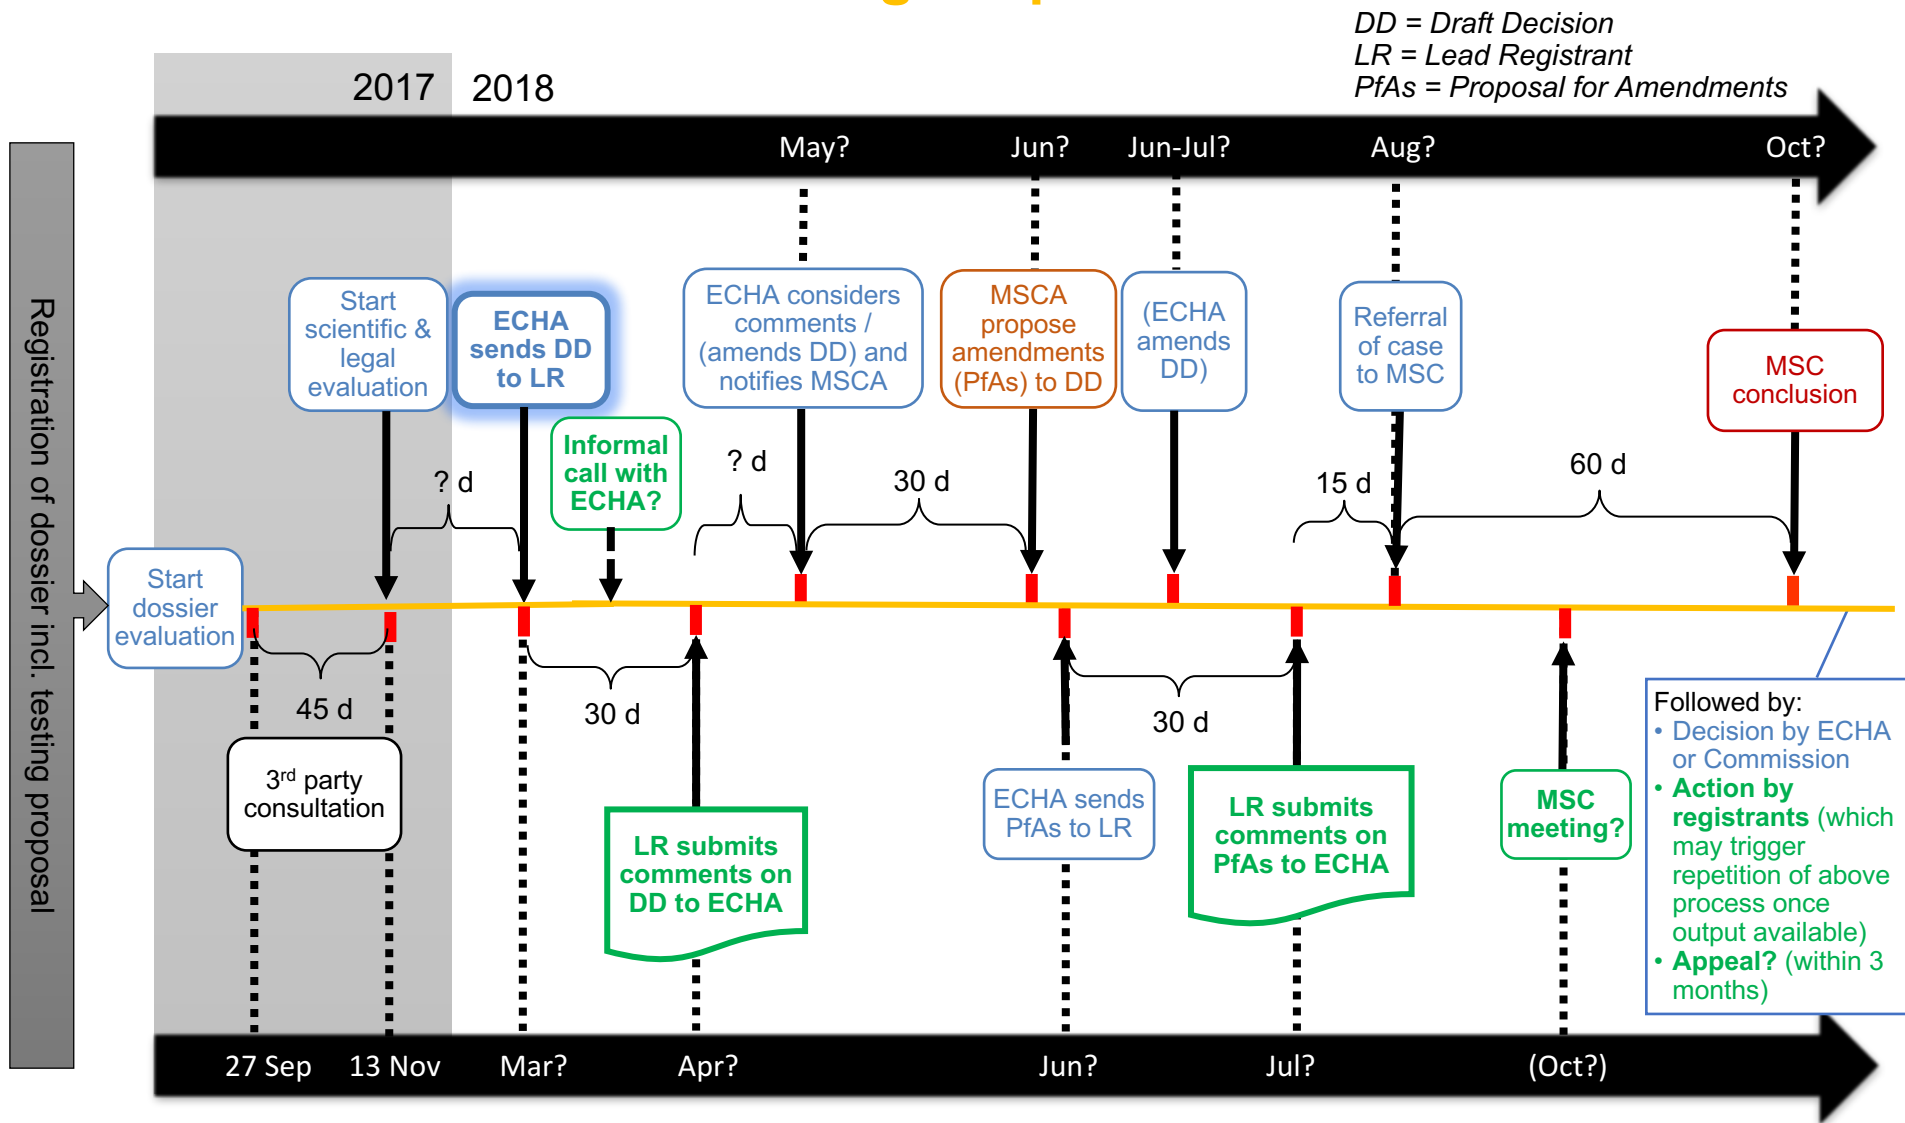 DD = Draft Decision
LR = Lead Registrant
PfAs = Proposal for Amendments
2017
2018
May?
Jun?
Jun-Jul?
Aug?
Oct?
Registration of dossier incl. testing proposal
Start
scientific &
legal
evaluation
ECHA
sends DD
to LR
ECHA considers
comments /
(amends DD) and
notifies MSCA
MSCA
propose
amendments
(PfAs) to DD
(ECHA
amends
DD)
Referral
of case
to MSC
MSC
conclusion
Informal
call with
ECHA?
? d
? d
30 d
15 d
60 d
Start
dossier
evaluation
45 d
30 d
30 d
3rd party
consultation
LR submits
comments on
DD to ECHA
ECHA sends
PfAs to LR
LR submits
comments on
PfAs to ECHA
MSC
meeting?
Followed by:
• Decision by ECHA
or Commission
• Action by
registrants (which
may trigger
repetition of above
process once
output available)
• Appeal? (within 3
months)
27 Sep
13 Nov
Mar?
Apr?
Jun?
Jul?
(Oct?)